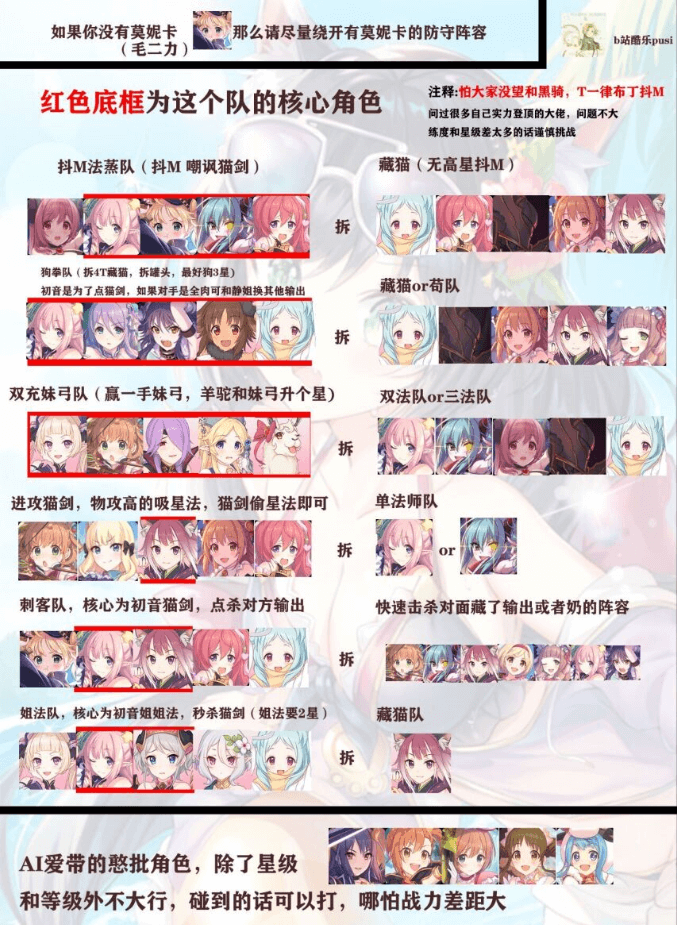 如果你没有莫妮卡
（毛二力）
那么请尽量绕开有莫妮卡的防守阵容
b站酷乐pusi
红色底框为这个队的核心角色
注释:怕大家没望和黑骑，T一律布丁抖M
问过很多自己实力登顶的大佬，问题不大
练度和星级差太多的话谨慎挑战
抖M法蒸队（抖M 嘲讽猫剑）
藏猫（无高星抖M）
拆
狗拳队（拆4T藏猫，拆罐头，最好狗3星)
初音是为了点猫剑，如果对手是全肉可和静姐换其他输出
藏猫or苟队
拆
双充妹弓队（赢一手妹弓，羊驼和妹弓升个星)
双法队or三法队
拆
进攻猫剑，物攻高的吸星法，猫剑偷星法即可
单法师队
拆
or
刺客队，核心为初音猫剑，点杀对方输出
快速击杀对面藏了输出或者奶的阵容
拆
姐法队，核心为初音姐姐法，秒杀猫剑（姐法要2星）
藏猫队
拆
AI爱带的憨批角色，除了星级
和等级外不大行，碰到的话可以打，哪怕战力差距大